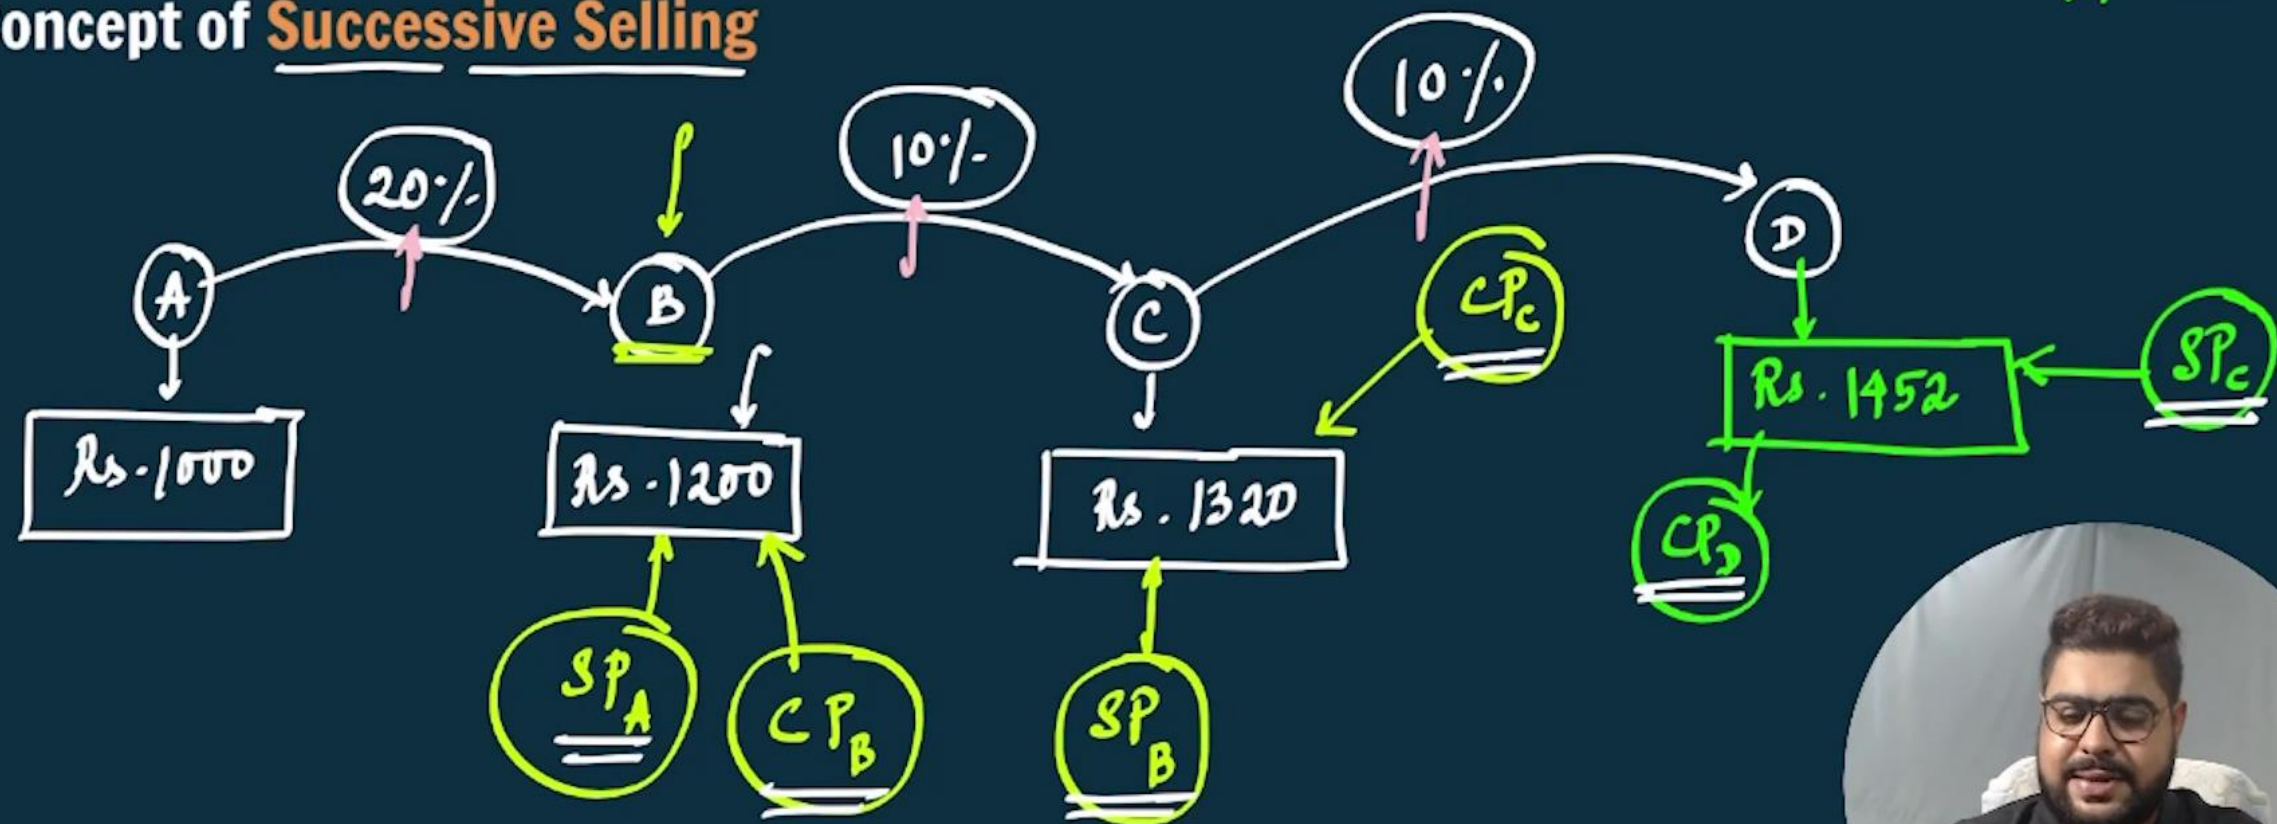 oncept of Successive Selling
10%
10%
20%
D
A
B
C
CPC
SPC
Rs. 1452
Rs. 1000
Rs. 1200
Rs. 1320
CPD
SPA
CPB
SPB